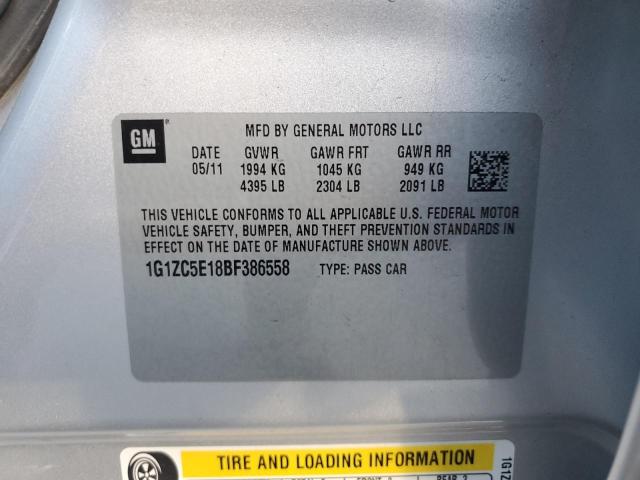 GM
MFD BY GENERAL MOTORS LLC
DATE GVWR GAWR FRT GAWR RR
05/11 1994 KG 1045 KG 949 KG
4395 LB 2304 LB 2091 LB
THIS VEHICLE CONFORMS TO ALL APPLICABLE U.S. FEDERAL MOTOR
VEHICLE SAFETY, BUMPER, AND THEFT PREVENTION STANDARDS IN
EFFECT ON THE DATE OF MANUFACTURE SHOWN ABOVE.
1G1ZC5E18BF386558 TYPE: PASS CAR
TIRE AND LOADING INFORMATION
1G1Z